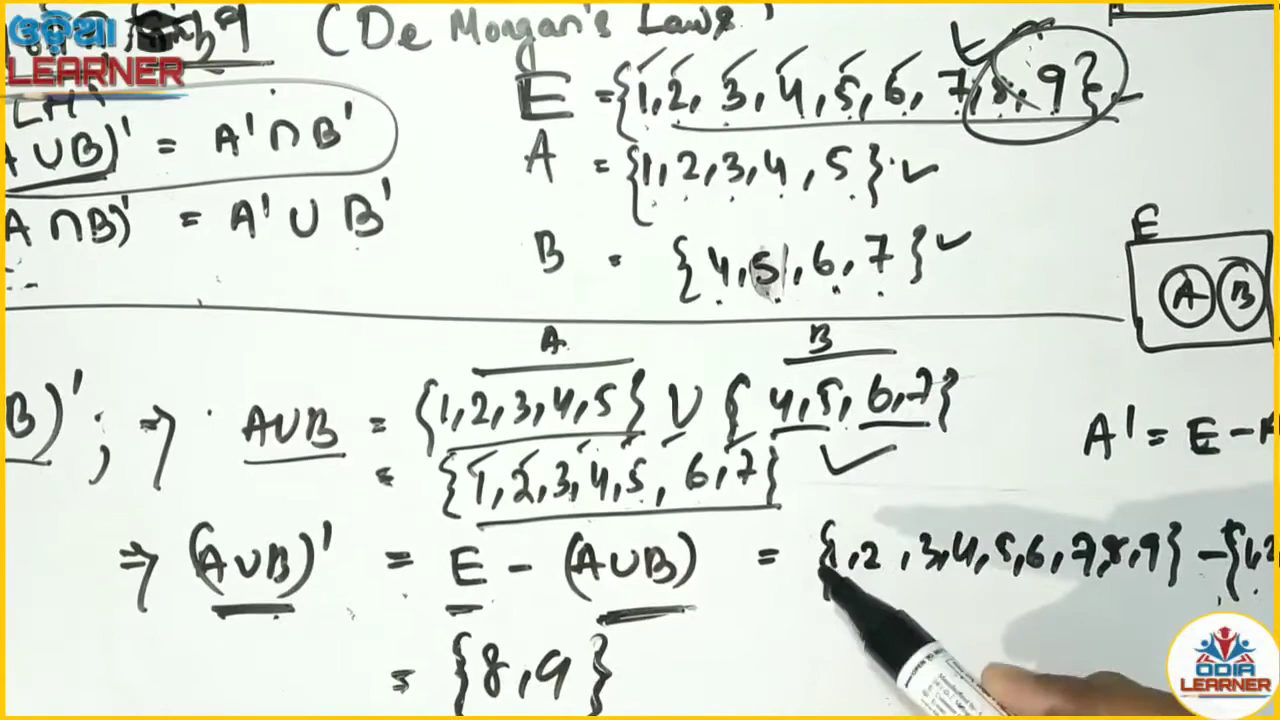 ଓଡ଼ିଆ
LEARNER
(De Morgan's Laws)
E = {1, 2, 3, 4, 5, 6, 7, 8, 9}
A = {1, 2, 3, 4, 5}
B = {4, 5, 6, 7}
A ∪ B)' = A' ∩ B'
A ∩ B)' = A' ∪ B'
E
A B
A B
B)' ; ⇒ A∪B = {1, 2, 3, 4, 5} ∪ {4, 5, 6, 7}
= {1, 2, 3, 4, 5, 6, 7}
A' = E -
⇒ (A∪B)' = E - (A∪B) = {1, 2, 3, 4, 5, 6, 7, 8, 9} - {1, 2
= {8, 9}
ODIA
LEARNER